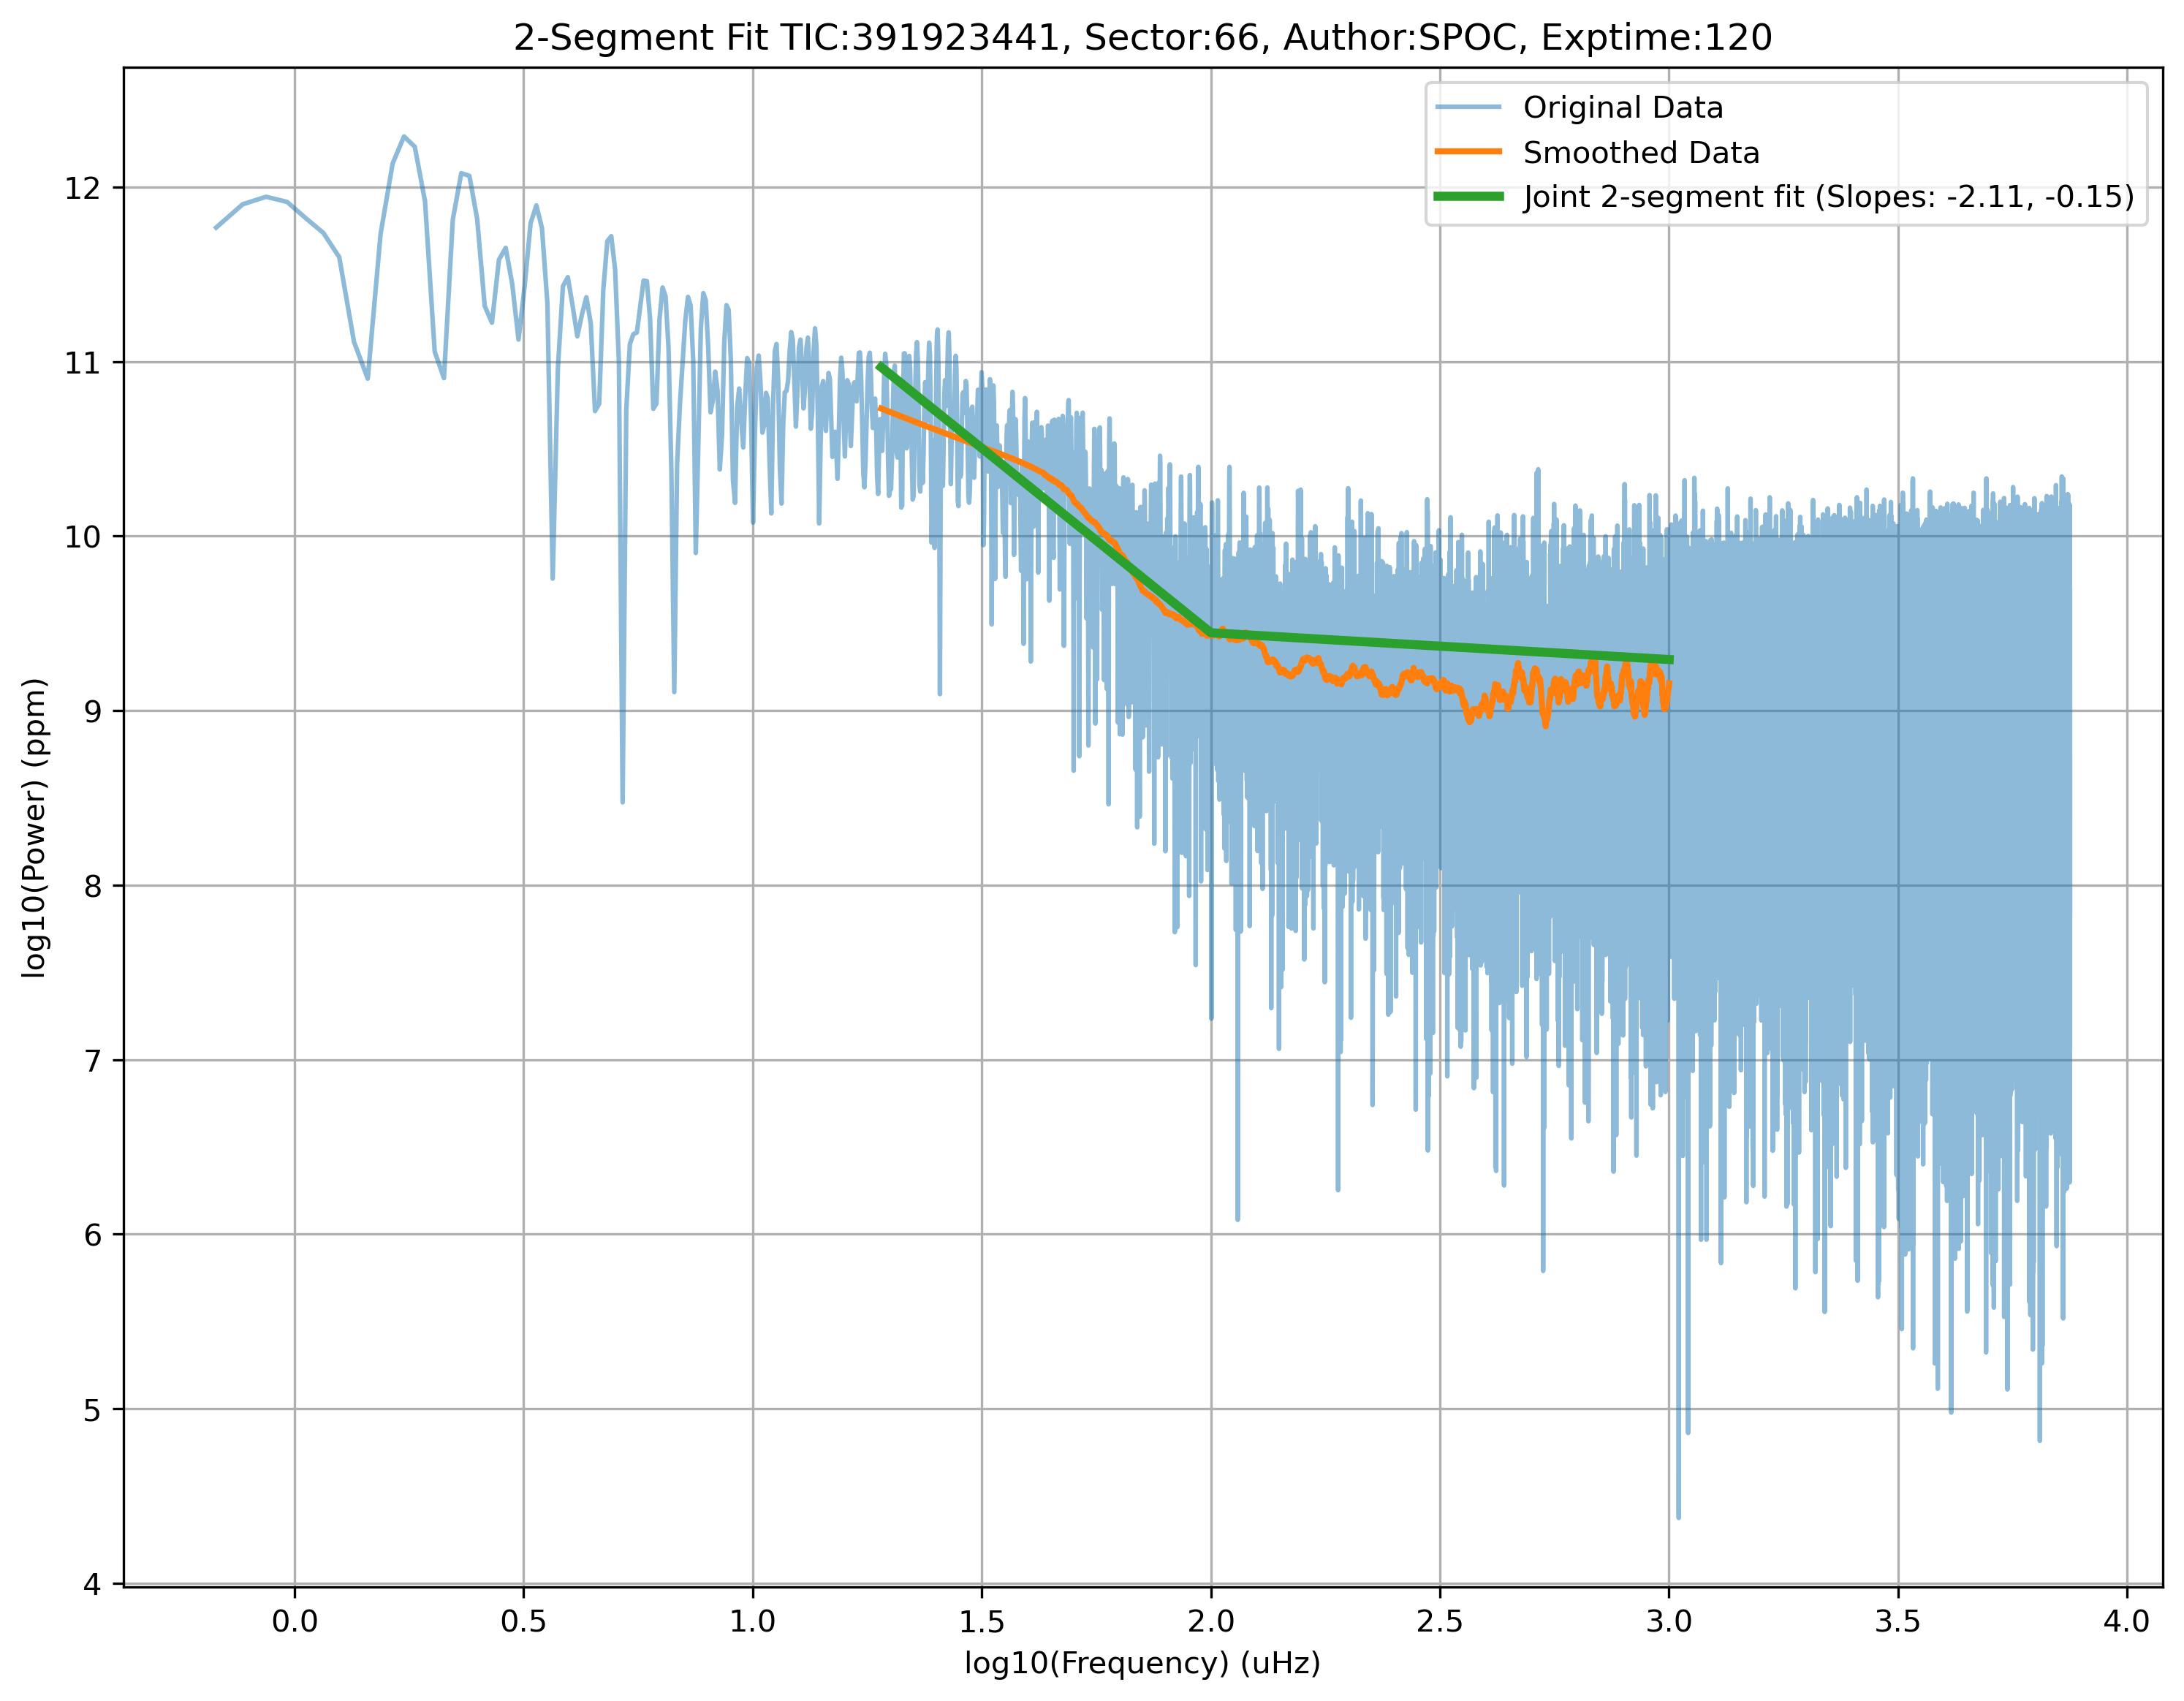 2-Segment Fit TIC:391923441, Sector:66, Author:SPOC, Exptime:120
Original Data
Smoothed Data
Joint 2-segment fit (Slopes: -2.11, -0.15)
log10(Power) (ppm)
12
11
10
9
8
7
6
5
4
0.0 0.5 1.0 1.5 2.0 2.5 3.0 3.5 4.0
log10(Frequency) (uHz)